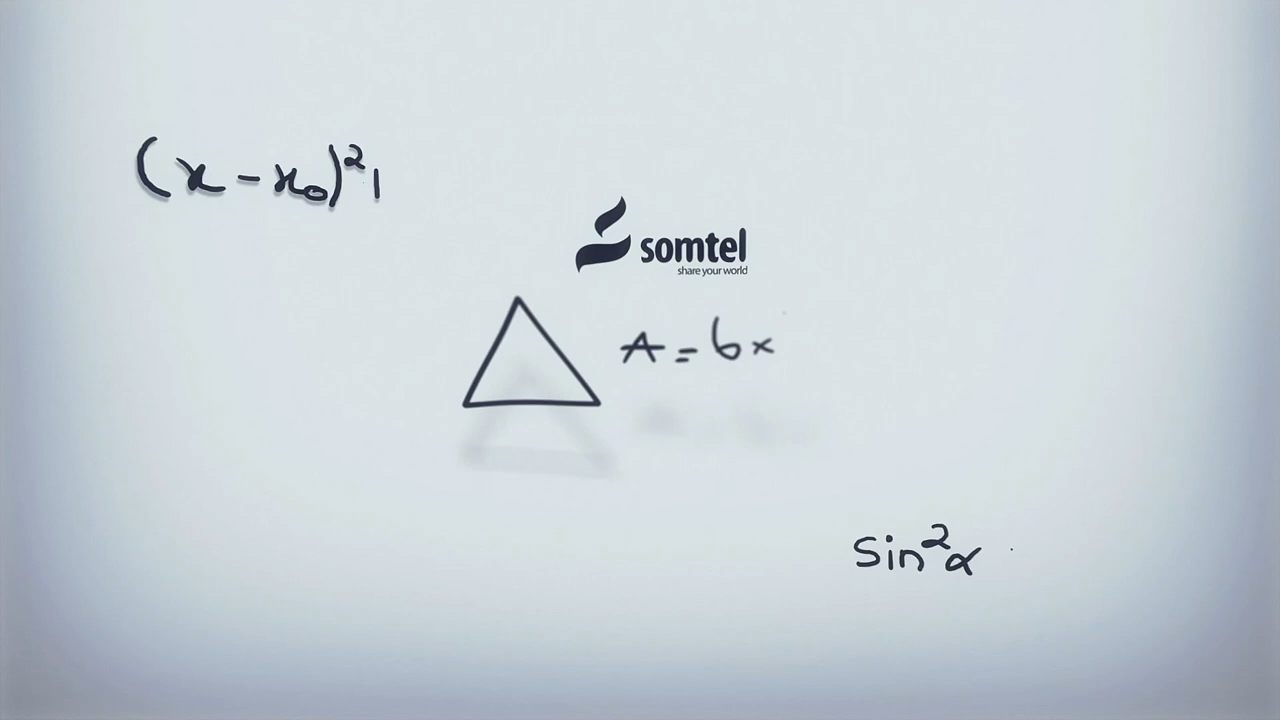 (x - x₀)² |
somtel
share your world
A = 6x
sin²α